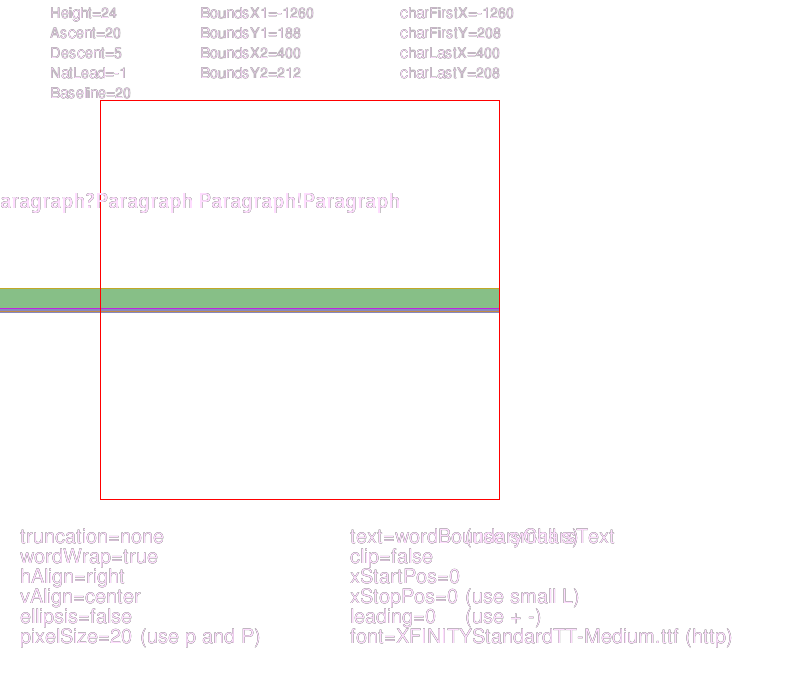 Height=24 BoundsX1=-1260 charFirstX=-1260
Ascent=20 BoundsY1=188 charFirstY=208
Descent=5 BoundsX2=400 charLastX=400
NatLead=-1 BoundsY2=212 charLastY=208
Baseline=20
aragraph?Paragraph Paragraph!Paragraph
truncation=none text=wordBoundaryClassText
wordWrap=true clip=false
hAlign=right xStartPos=0
vAlign=center xStopPos=0 (use small L)
ellipsis=false leading=0 (use + -)
pixelSize=20 (use p and P) font=XFINITYStandardTT-Medium.ttf (http)